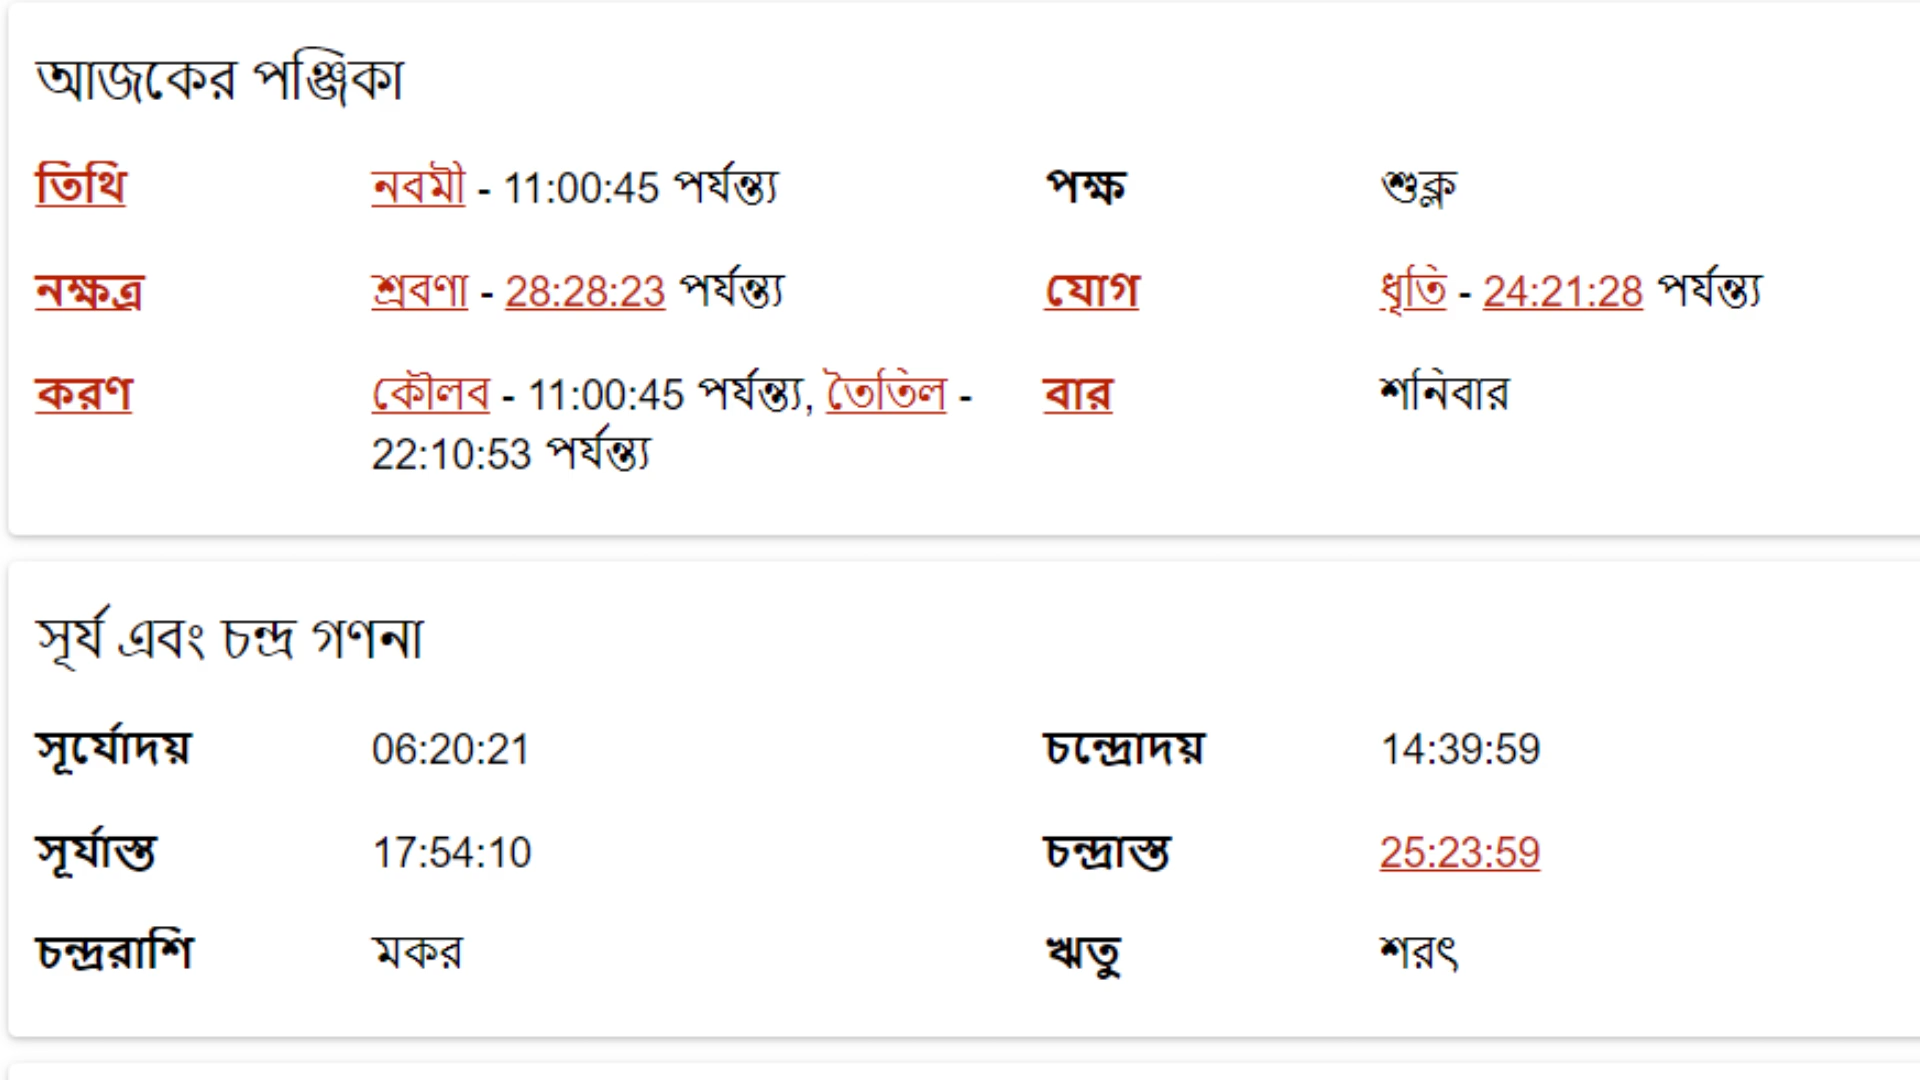 আজকের পঞ্জিকা
তিথি নবমী - 11:00:45 পর্যন্ত্য পক্ষ শুক্ল
নক্ষত্র শ্রবণা - 28:28:23 পর্যন্ত্য যোগ ধৃতি - 24:21:28 পর্যন্ত্য
করণ কৌলব - 11:00:45 পর্যন্ত্য, তৈতিল - বার শনিবার
22:10:53 পর্যন্ত্য
সূর্য এবং চন্দ্র গণনা
সূর্যোদয় 06:20:21 চন্দ্রোদয় 14:39:59
সূর্যাস্ত 17:54:10 চন্দ্রাস্ত 25:23:59
চন্দ্ররাশি মকর ঋতু শরৎ